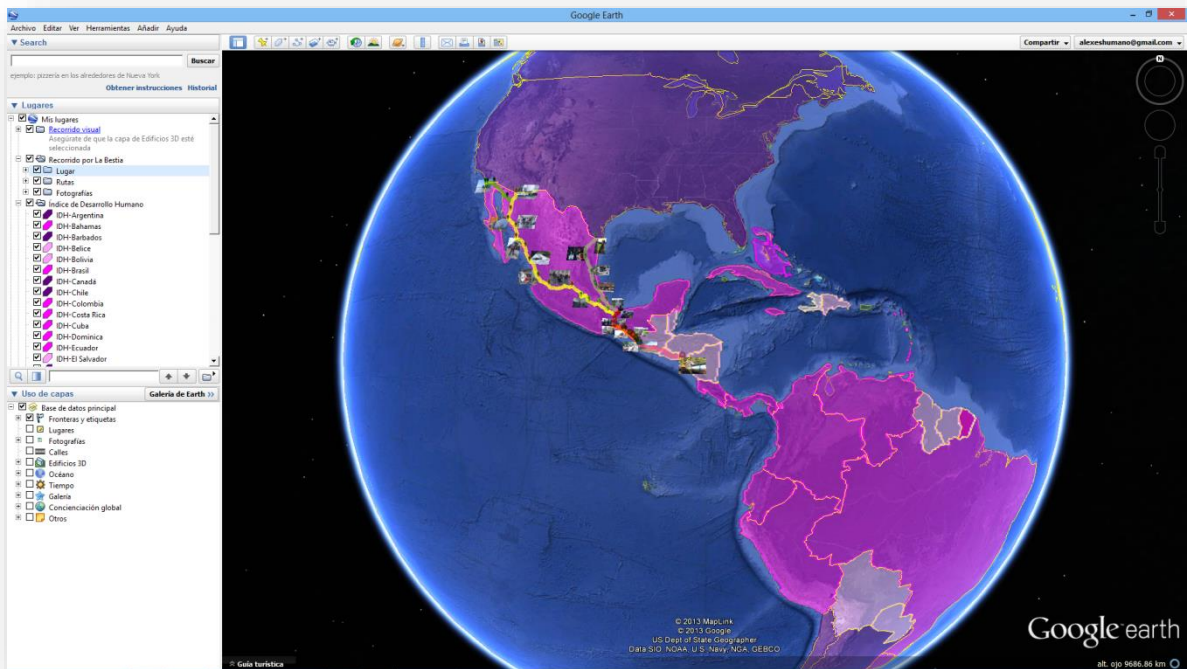 Google Earth
Archivo Editar Ver Herramientas Añadir Ayuda
Search
Buscar
ejemplo: pizzería en los alrededores de Nueva York
Obtener instrucciones Historial
Compartir
alexeshumano@gmail.com
N
Lugares
Mis lugares
Recorrido visual
Asegúrate de que la capa de Edificios 3D esté
seleccionada
Recorrido por La Bestia
Lugar
Rutas
Fotografías
Índice de Desarrollo Humano
IDH-Argentina
IDH-Bahamas
IDH-Barbados
IDH-Belice
IDH-Bolivia
IDH-Brasil
IDH-Canadá
IDH-Chile
IDH-Colombia
IDH-Costa Rica
IDH-Cuba
IDH-Dominica
IDH-Ecuador
IDH-El Salvador
Uso de capas
Galería de Earth >>
Base de datos principal
Fronteras y etiquetas
Lugares
Fotografías
Calles
Edificios 3D
Océano
Tiempo
Galería
Concienciación global
Otros
© 2013 MapLink
© 2013 Google
US Dept of State Geographer
Data SIO, NOAA, U.S. Navy, NGA, GEBCO
Google earth
Guía turística
alt. ojo 9686.86 km